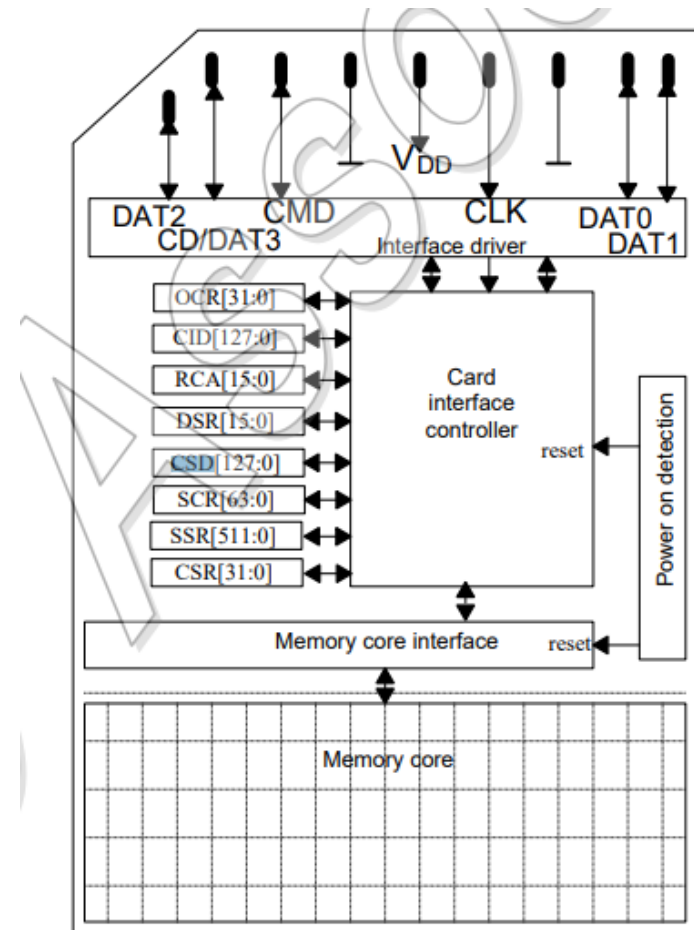 VDD
DAT2 CMD CLK DAT0
CD/DAT3 Interface driver DAT1
OCR[31:0]
CID[127:0]
RCA[15:0]
DSR[15:0]
CSD[127:0]
SCR[63:0]
SSR[511:0]
CSR[31:0]
Card
interface
controller
reset
Power on detection
Memory core interface
reset
Memory core